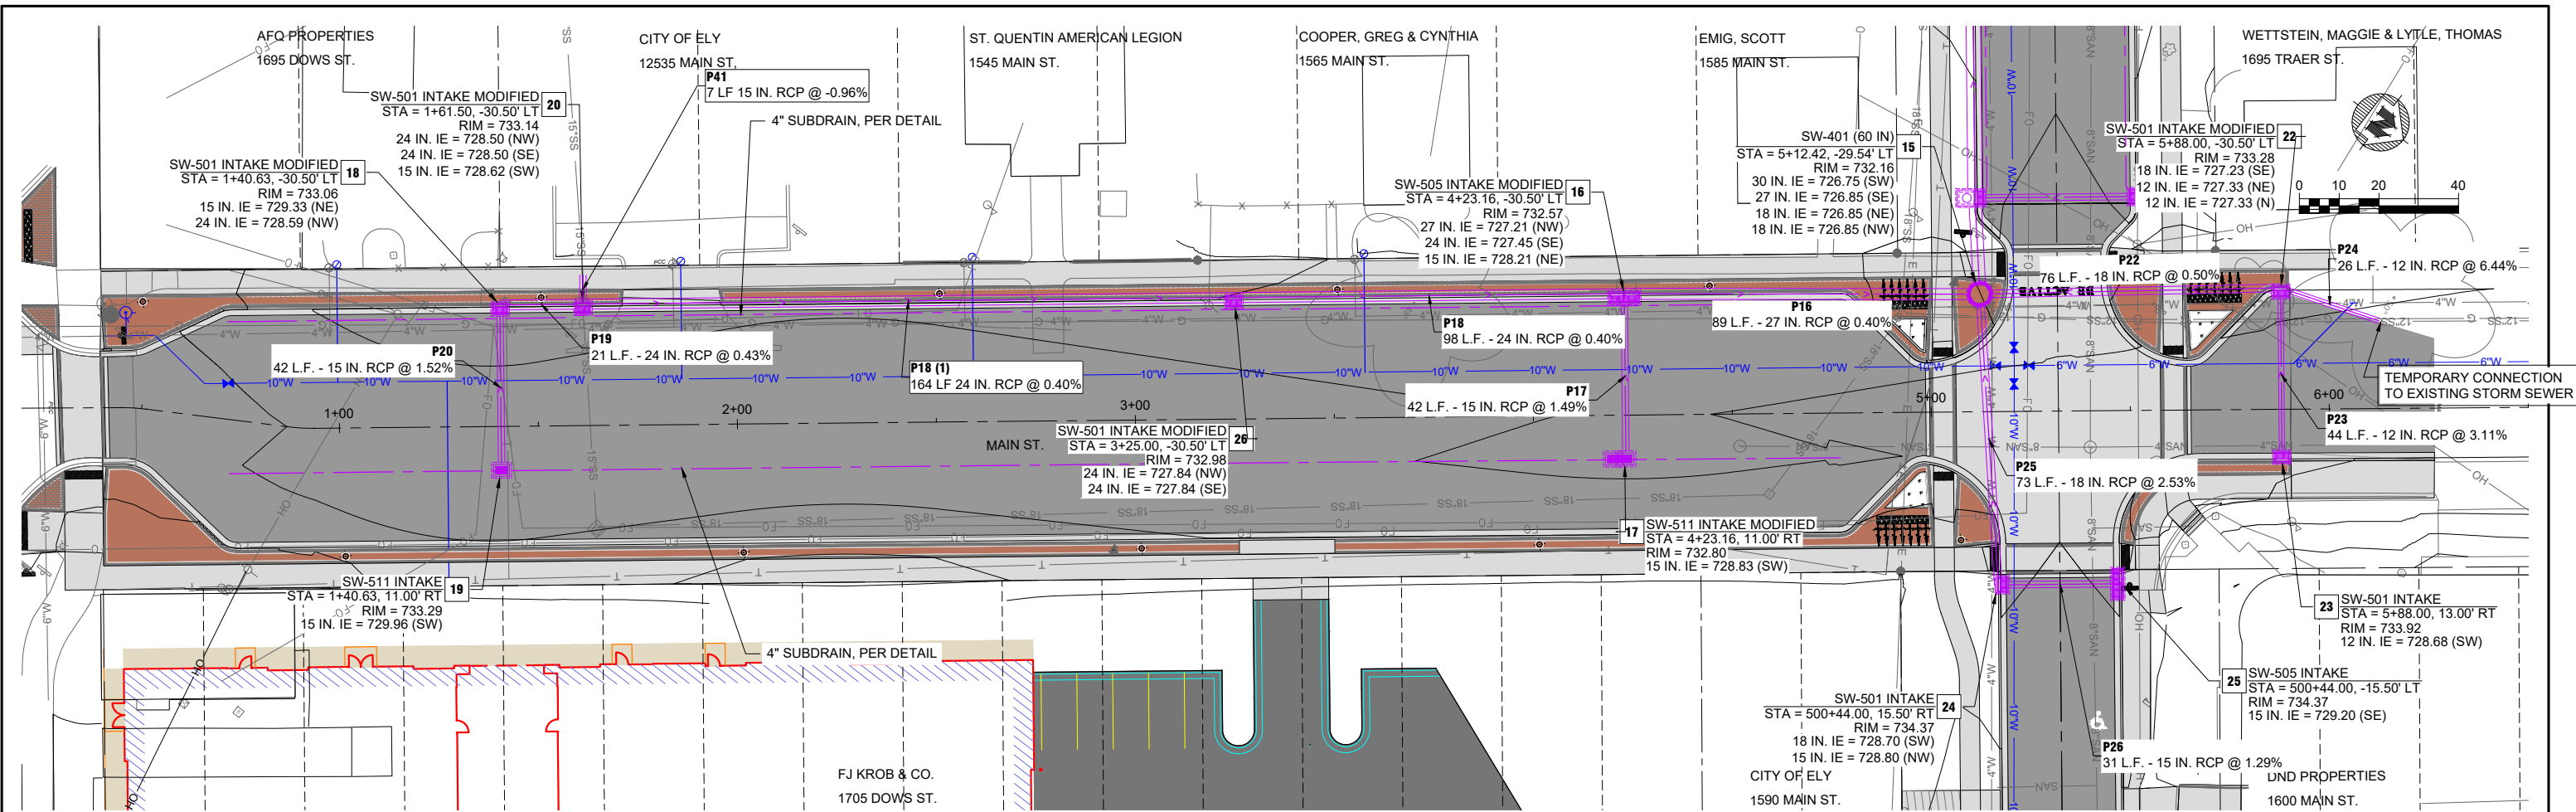 AFQ PROPERTIES
1695 DOWS ST.
CITY OF ELY
12535 MAIN ST,
ST. QUENTIN AMERICAN LEGION
1545 MAIN ST.
COOPER, GREG & CYNTHIA
1565 MAIN ST.
EMIG, SCOTT
1585 MAIN ST.
WETTSTEIN, MAGGIE & LYTLE, THOMAS
1695 TRAER ST.
P41
7 LF 15 IN. RCP @ -0.96%
SW-501 INTAKE MODIFIED 20
STA = 1+61.50, -30.50' LT
RIM = 733.14
24 IN. IE = 728.50 (NW)
24 IN. IE = 728.50 (SE)
15 IN. IE = 728.62 (SW)
4" SUBDRAIN, PER DETAIL
SW-501 INTAKE MODIFIED 18
STA = 1+40.63, -30.50' LT
RIM = 733.06
15 IN. IE = 729.33 (NE)
24 IN. IE = 728.59 (NW)
SW-505 INTAKE MODIFIED 16
STA = 4+23.16, -30.50' LT
RIM = 732.57
27 IN. IE = 727.21 (NW)
24 IN. IE = 727.45 (SE)
15 IN. IE = 728.21 (NE)
SW-401 (60 IN) 15
STA = 5+12.42, -29.54' LT
RIM = 732.16
30 IN. IE = 726.75 (SW)
27 IN. IE = 726.85 (SE)
18 IN. IE = 726.85 (NE)
18 IN. IE = 726.85 (NW)
SW-501 INTAKE MODIFIED 22
STA = 5+88.00, -30.50' LT
RIM = 733.28
18 IN. IE = 727.23 (SE)
12 IN. IE = 727.33 (NE)
12 IN. IE = 727.33 (N)
0 10 20 40
P24
26 L.F. - 12 IN. RCP @ 6.44%
P22
76 L.F. - 18 IN. RCP @ 0.50%
BE ACTIVE
P16
89 L.F. - 27 IN. RCP @ 0.40%
P18
98 L.F. - 24 IN. RCP @ 0.40%
P19
21 L.F. - 24 IN. RCP @ 0.43%
P20
42 L.F. - 15 IN. RCP @ 1.52%
P18 (1)
164 LF 24 IN. RCP @ 0.40%
P17
42 L.F. - 15 IN. RCP @ 1.49%
TEMPORARY CONNECTION
TO EXISTING STORM SEWER
1+00
2+00
3+00
5+00
6+00
P23
44 L.F. - 12 IN. RCP @ 3.11%
MAIN ST.
SW-501 INTAKE MODIFIED 26
STA = 3+25.00, -30.50' LT
RIM = 732.98
24 IN. IE = 727.84 (NW)
24 IN. IE = 727.84 (SE)
P25
73 L.F. - 18 IN. RCP @ 2.53%
17 SW-511 INTAKE MODIFIED
STA = 4+23.16, 11.00' RT
RIM = 732.80
15 IN. IE = 728.83 (SW)
SW-511 INTAKE 19
STA = 1+40.63, 11.00' RT
RIM = 733.29
15 IN. IE = 729.96 (SW)
23 SW-501 INTAKE
STA = 5+88.00, 13.00' RT
RIM = 733.92
12 IN. IE = 728.68 (SW)
4" SUBDRAIN, PER DETAIL
25 SW-505 INTAKE
STA = 500+44.00, -15.50' LT
RIM = 734.37
15 IN. IE = 729.20 (SE)
SW-501 INTAKE 24
STA = 500+44.00, 15.50' RT
RIM = 734.37
18 IN. IE = 728.70 (SW)
15 IN. IE = 728.80 (NW)
P26
31 L.F. - 15 IN. RCP @ 1.29%
FJ KROB & CO.
1705 DOWS ST.
CITY OF ELY
1590 MAIN ST.
DND PROPERTIES
1600 MAIN ST.